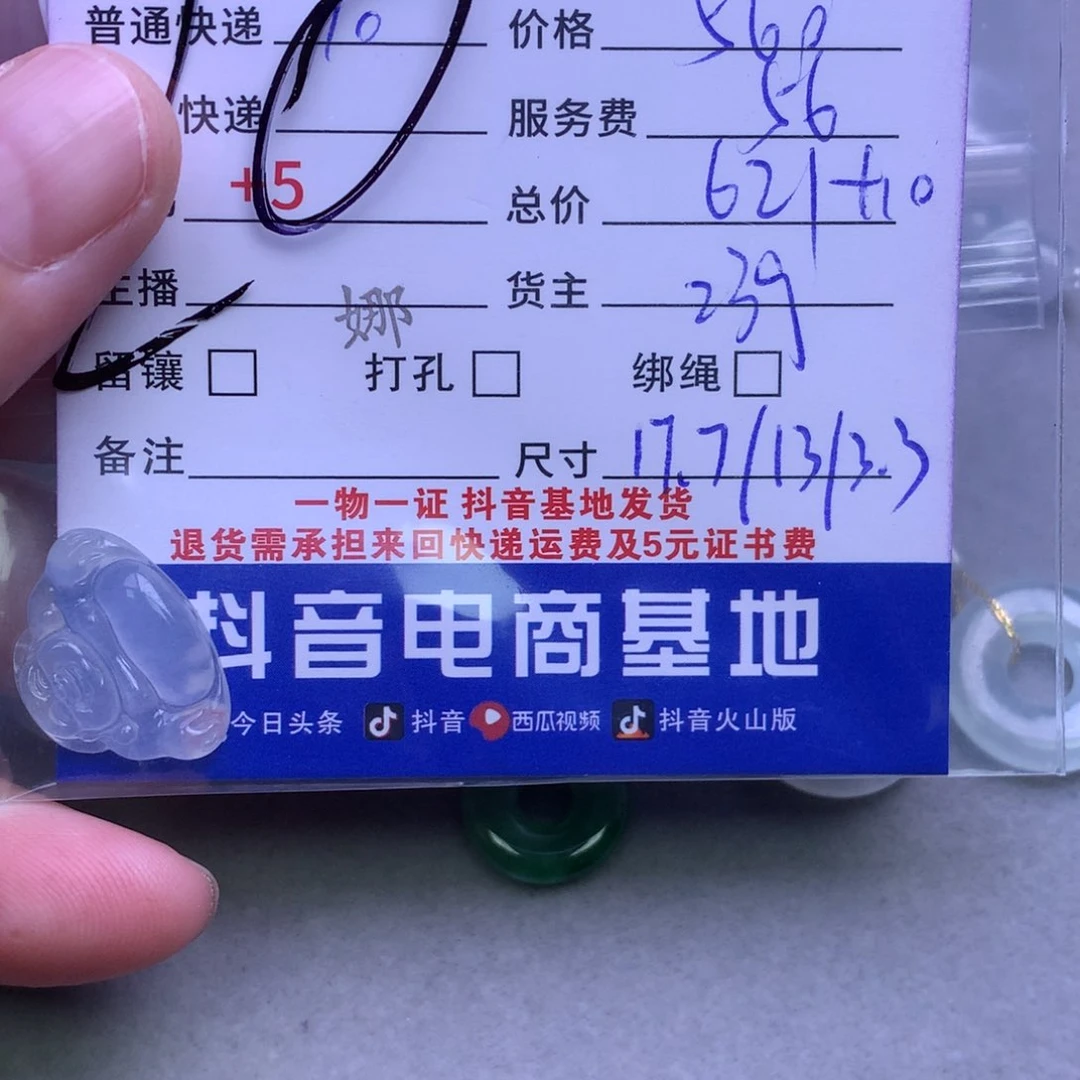 普通快递 10 价格 560
快递 服务费 56
+5 总价 621+10
主播 娜 货主 239
留镶 打孔 绑绳
备注 尺寸 17.7/13/3.3
一物一证 抖音基地发货
退货需承担来回快递运费及5元证书费
抖音电商基地
今日头条 抖音 西瓜视频 抖音火山版